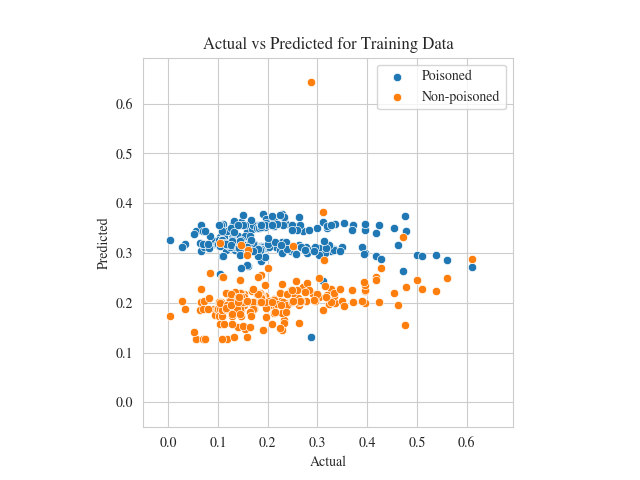 Actual vs Predicted for Training Data
Poisoned
Non-poisoned
0.6
0.5
0.4
0.3
0.2
0.1
0.0
Predicted
0.0 0.1 0.2 0.3 0.4 0.5 0.6
Actual